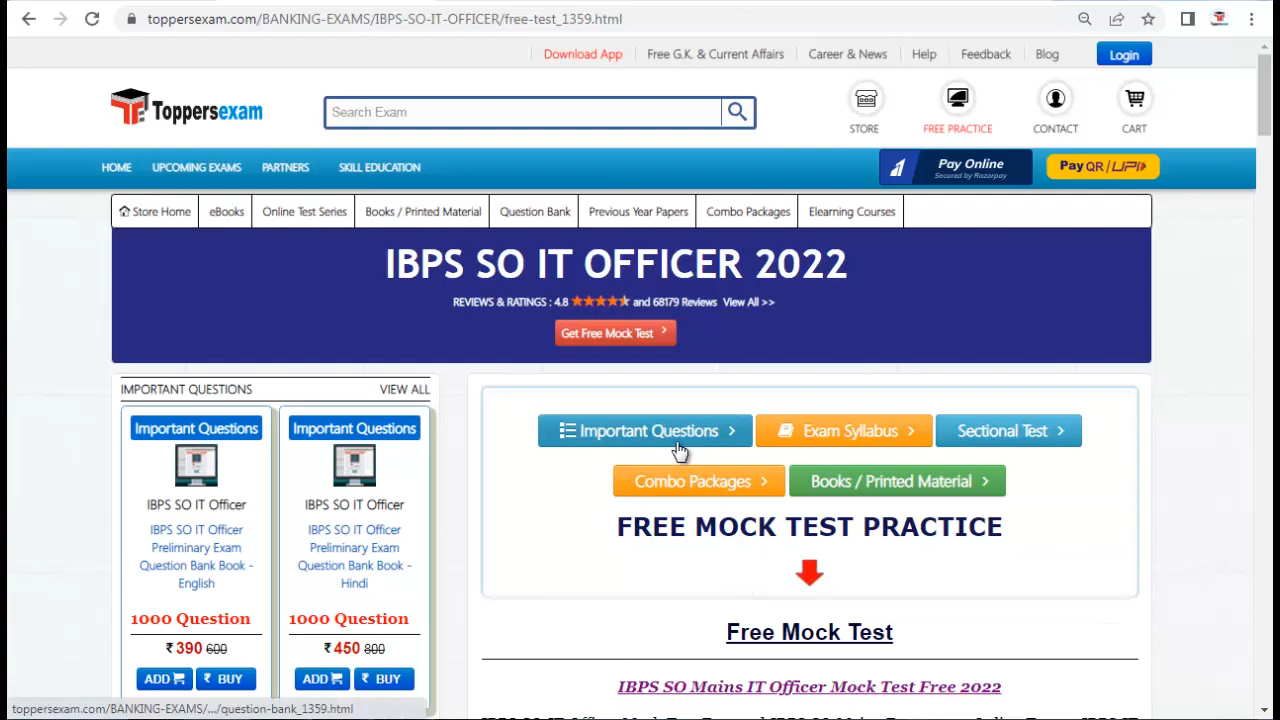 toppersexam.com/BANKING-EXAMS/IBPS-SO-IT-OFFICER/free-test_1359.html
Download App Free G.K. & Current Affairs Career & News Help Feedback Blog Login
Toppersexam
Search Exam
STORE FREE PRACTICE CONTACT CART
HOME UPCOMING EXAMS PARTNERS SKILL EDUCATION
Pay Online
Secured by Razorpay
Pay QR / UPI
Store Home eBooks Online Test Series Books / Printed Material Question Bank Previous Year Papers Combo Packages Elearning Courses
IBPS SO IT OFFICER 2022
REVIEWS & RATINGS : 4.8 and 68179 Reviews View All >>
Get Free Mock Test >
IMPORTANT QUESTIONS VIEW ALL
Important Questions
IBPS SO IT Officer
IBPS SO IT Officer
Preliminary Exam
Question Bank Book -
English
1000 Question
₹ 390 600
ADD ₹ BUY
Important Questions
IBPS SO IT Officer
IBPS SO IT Officer
Preliminary Exam
Question Bank Book -
Hindi
1000 Question
₹ 450 800
ADD ₹ BUY
Important Questions > Exam Syllabus > Sectional Test >
Combo Packages > Books / Printed Material >
FREE MOCK TEST PRACTICE
Free Mock Test
IBPS SO Mains IT Officer Mock Test Free 2022
toppersexam.com/BANKING-EXAMS/.../question-bank_1359.html